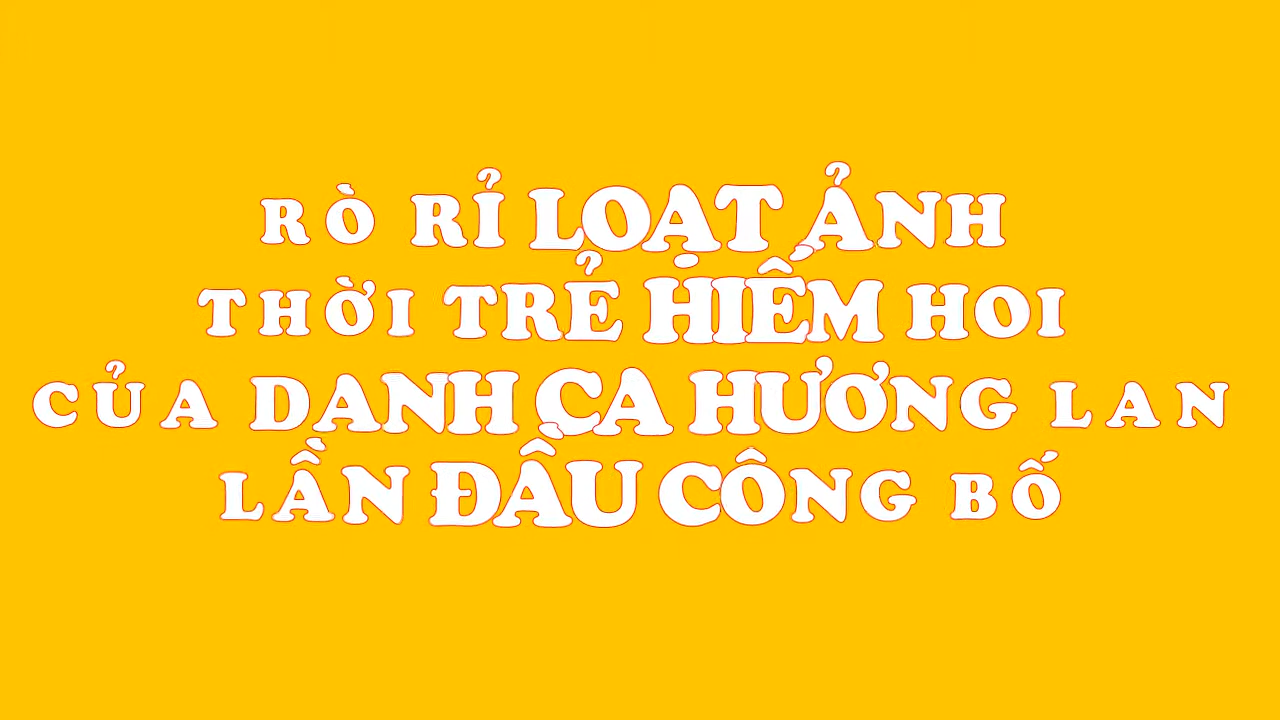 RÒ RỈ LOẠT ẢNH
THỜI TRẺ HIẾM HOI
CỦA DANH CA HƯƠNG LAN
LẦN ĐẦU CÔNG BỐ